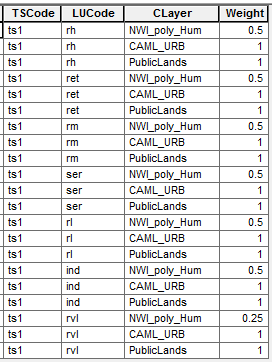 TSCode LUCode CLayer Weight
ts1 rh NWI_poly_Hum 0.5
ts1 rh CAML_URB 1
ts1 rh PublicLands 1
ts1 ret NWI_poly_Hum 0.5
ts1 ret CAML_URB 1
ts1 ret PublicLands 1
ts1 rm NWI_poly_Hum 0.5
ts1 rm CAML_URB 1
ts1 rm PublicLands 1
ts1 ser NWI_poly_Hum 0.5
ts1 ser CAML_URB 1
ts1 ser PublicLands 1
ts1 rl NWI_poly_Hum 0.5
ts1 rl CAML_URB 1
ts1 rl PublicLands 1
ts1 ind NWI_poly_Hum 0.5
ts1 ind CAML_URB 1
ts1 ind PublicLands 1
ts1 rvl NWI_poly_Hum 0.25
ts1 rvl CAML_URB 1
ts1 rvl PublicLands 1